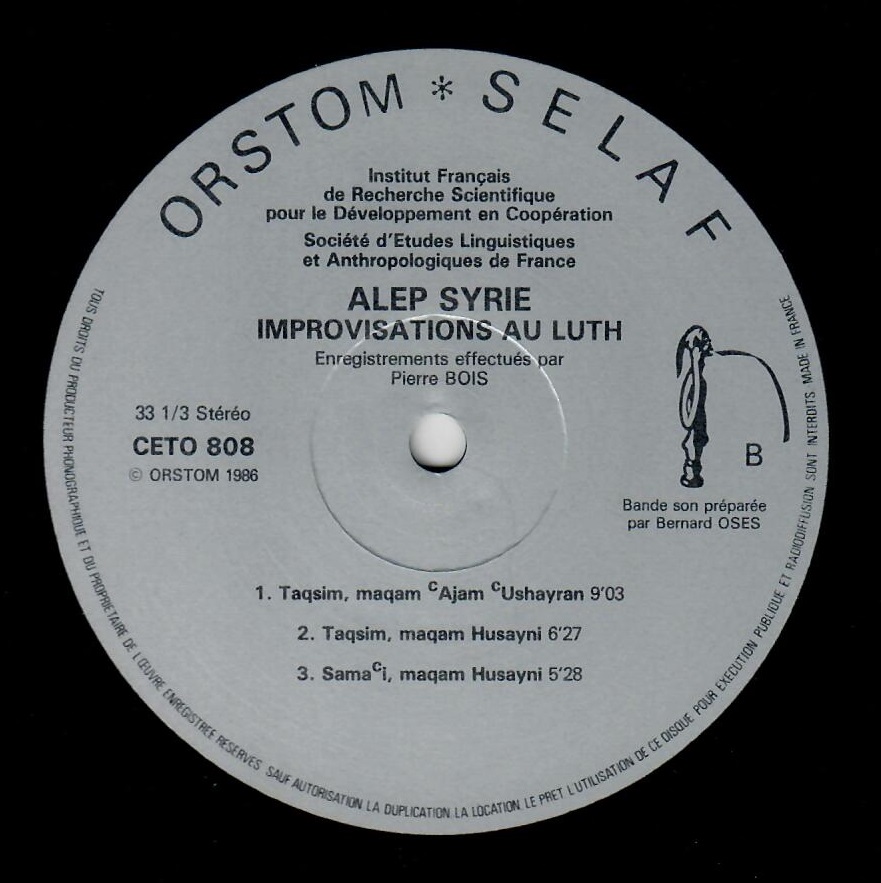 ORSTOM * SELAF
Institut Français
de Recherche Scientifique
pour le Développement en Coopération
Société d'Etudes Linguistiques
et Anthropologiques de France
ALEP SYRIE
IMPROVISATIONS AU LUTH
Enregistrements effectués par
Pierre BOIS
33 1/3 Stéréo
CETO 808
© ORSTOM 1986
B
Bande son préparée
par Bernard OSES
1. Taqsim, maqam ᶜAjam ᶜUshayran 9'03
2. Taqsim, maqam Husayni 6'27
3. Samaᶜi, maqam Husayni 5'28
TOUS DROITS DU PRODUCTEUR PHONOGRAPHIQUE ET DU PROPRIETAIRE DE L'ŒUVRE ENREGISTREE RESERVES SAUF AUTORISATION LA DUPLICATION LA LOCATION LE PRET L'UTILISATION DE CE DISQUE POUR EXECUTION PUBLIQUE ET RADIODIFFUSION SONT INTERDITS MADE IN FRANCE